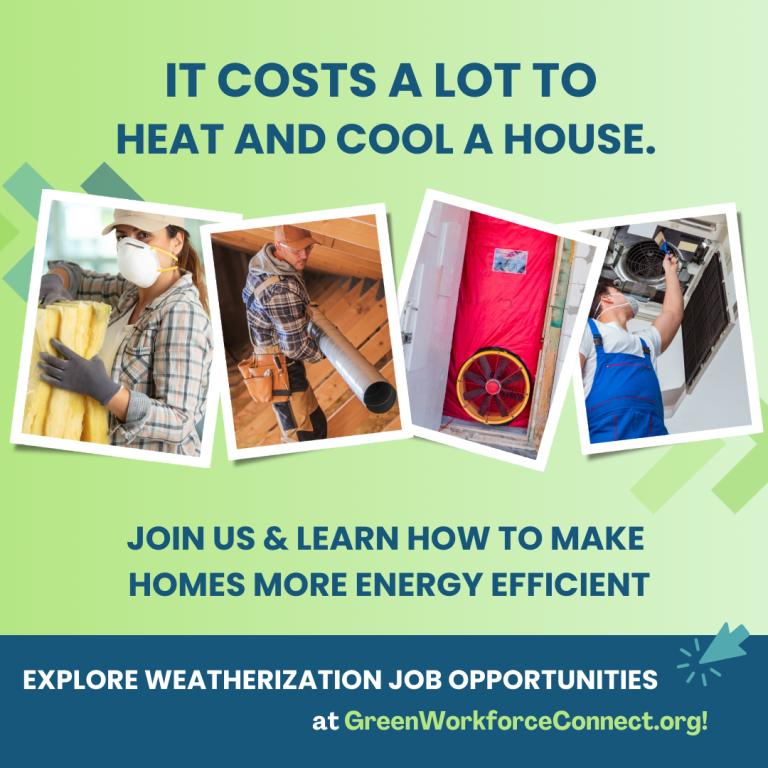 IT COSTS A LOT TO
HEAT AND COOL A HOUSE.
JOIN US & LEARN HOW TO MAKE
HOMES MORE ENERGY EFFICIENT
EXPLORE WEATHERIZATION JOB OPPORTUNITIES
at GreenWorkforceConnect.org!